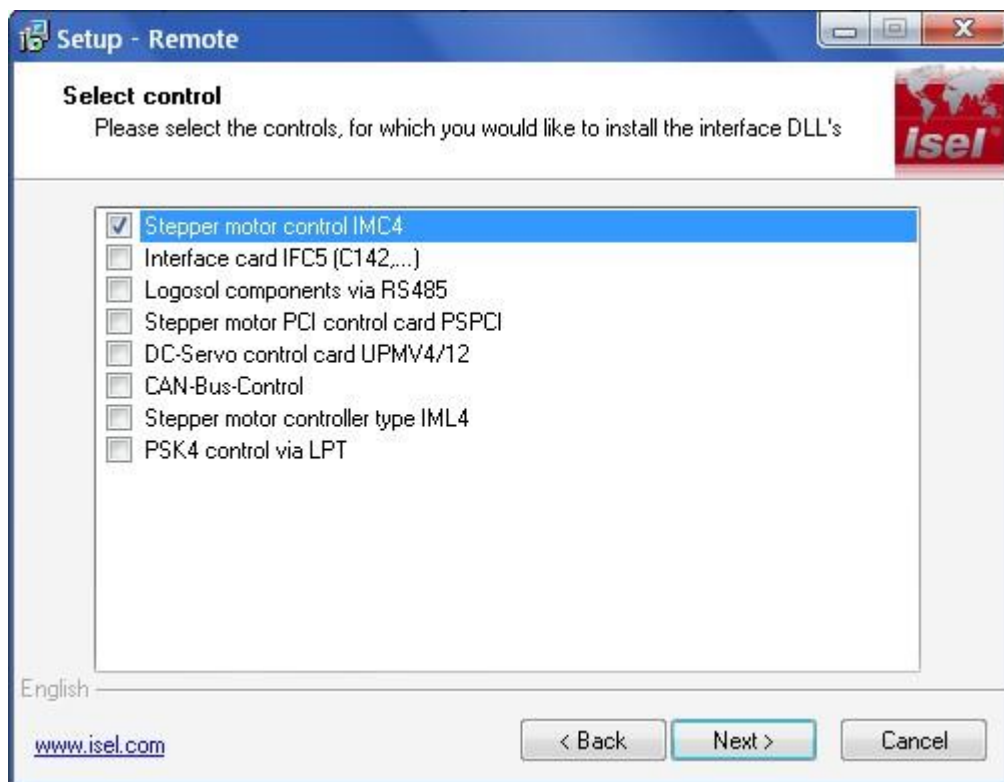 Setup - Remote
Select control
Please select the controls, for which you would like to install the interface DLL's
isel
Stepper motor control IMC4
Interface card IFC5 (C142,...)
Logosol components via RS485
Stepper motor PCI control card PSPCI
DC-Servo control card UPMV4/12
CAN-Bus-Control
Stepper motor controller type IML4
PSK4 control via LPT
English
www.isel.com
< Back
Next >
Cancel